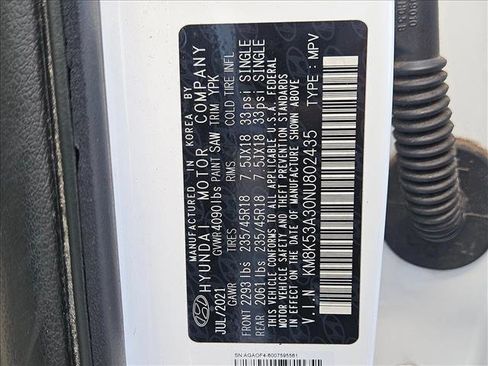 MANUFACTURED IN KOREA BY
HYUNDAI MOTOR COMPANY
JUL/2021 GVWR 4090lbs PAINT SAW TRIM YPK
GAWR TIRES RIMS COLD TIRE INFL
FRONT 2293 lbs 235/45R18 7.5JX18 33psi SINGLE
REAR 2061 lbs 235/45R18 7.5JX18 33psi SINGLE
THIS VEHICLE CONFORMS TO ALL APPLICABLE U.S.A. FEDERAL
MOTOR VEHICLE SAFETY AND THEFT PREVENTION STANDARDS
IN EFFECT ON THE DATE OF MANUFACTURE SHOWN ABOVE
V.I.N : KM8K53A30NU802435 TYPE : MPV
SN:AGAOF4-8007595561